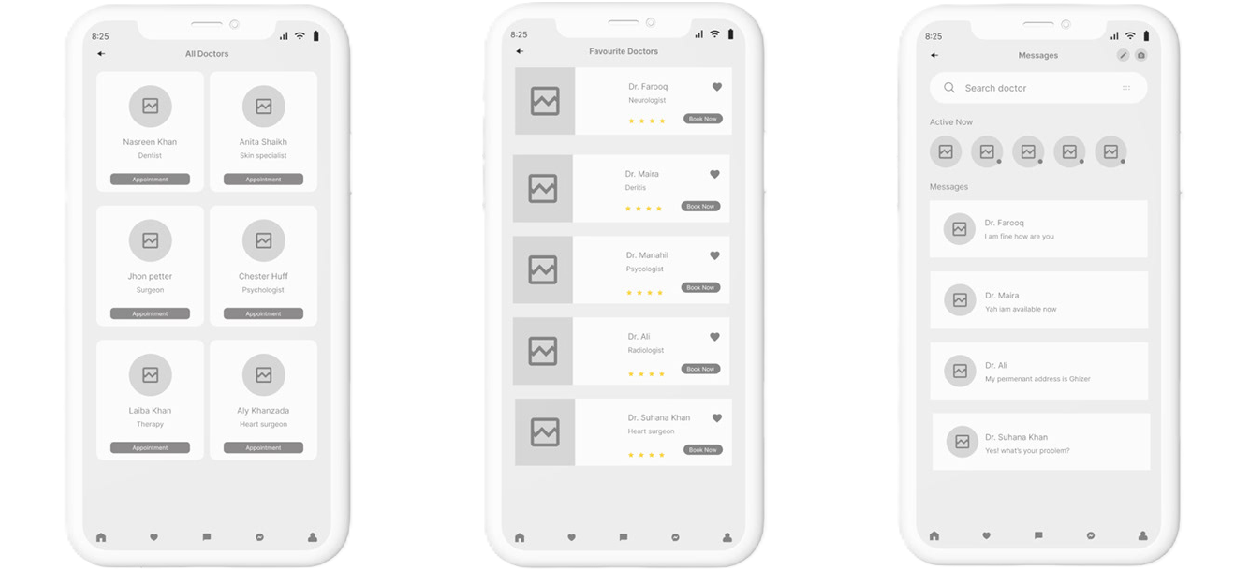 8:25
All Doctors
Nasreen Khan
Dentist
Appointment
Anita Shaikh
Skin specialist
Appointment
Jhon petter
Surgeon
Appointment
Chester Huff
Psychologist
Appointment
Laiba Khan
Therapy
Appointment
Aly Khanzada
Heart surgeon
Appointment
8:25
Favourite Doctors
Dr. Farooq
Neurologist
Book Now
Dr. Maira
Book Now
Dr. Manahil
Psycologist
Book Now
Dr. Ali
Radiologist
Book Now
Dr. Suhana Khan
Heart sergeon
Book Now
8:25
Messages
Search doctor
Active Now
Messages
Dr. Farooq
I am fine how are you
Dr. Maira
Yah iam available now
Dr. Ali
My permenant address is Ghizer
Dr. Suhana Khan
Yes! what's your problem?